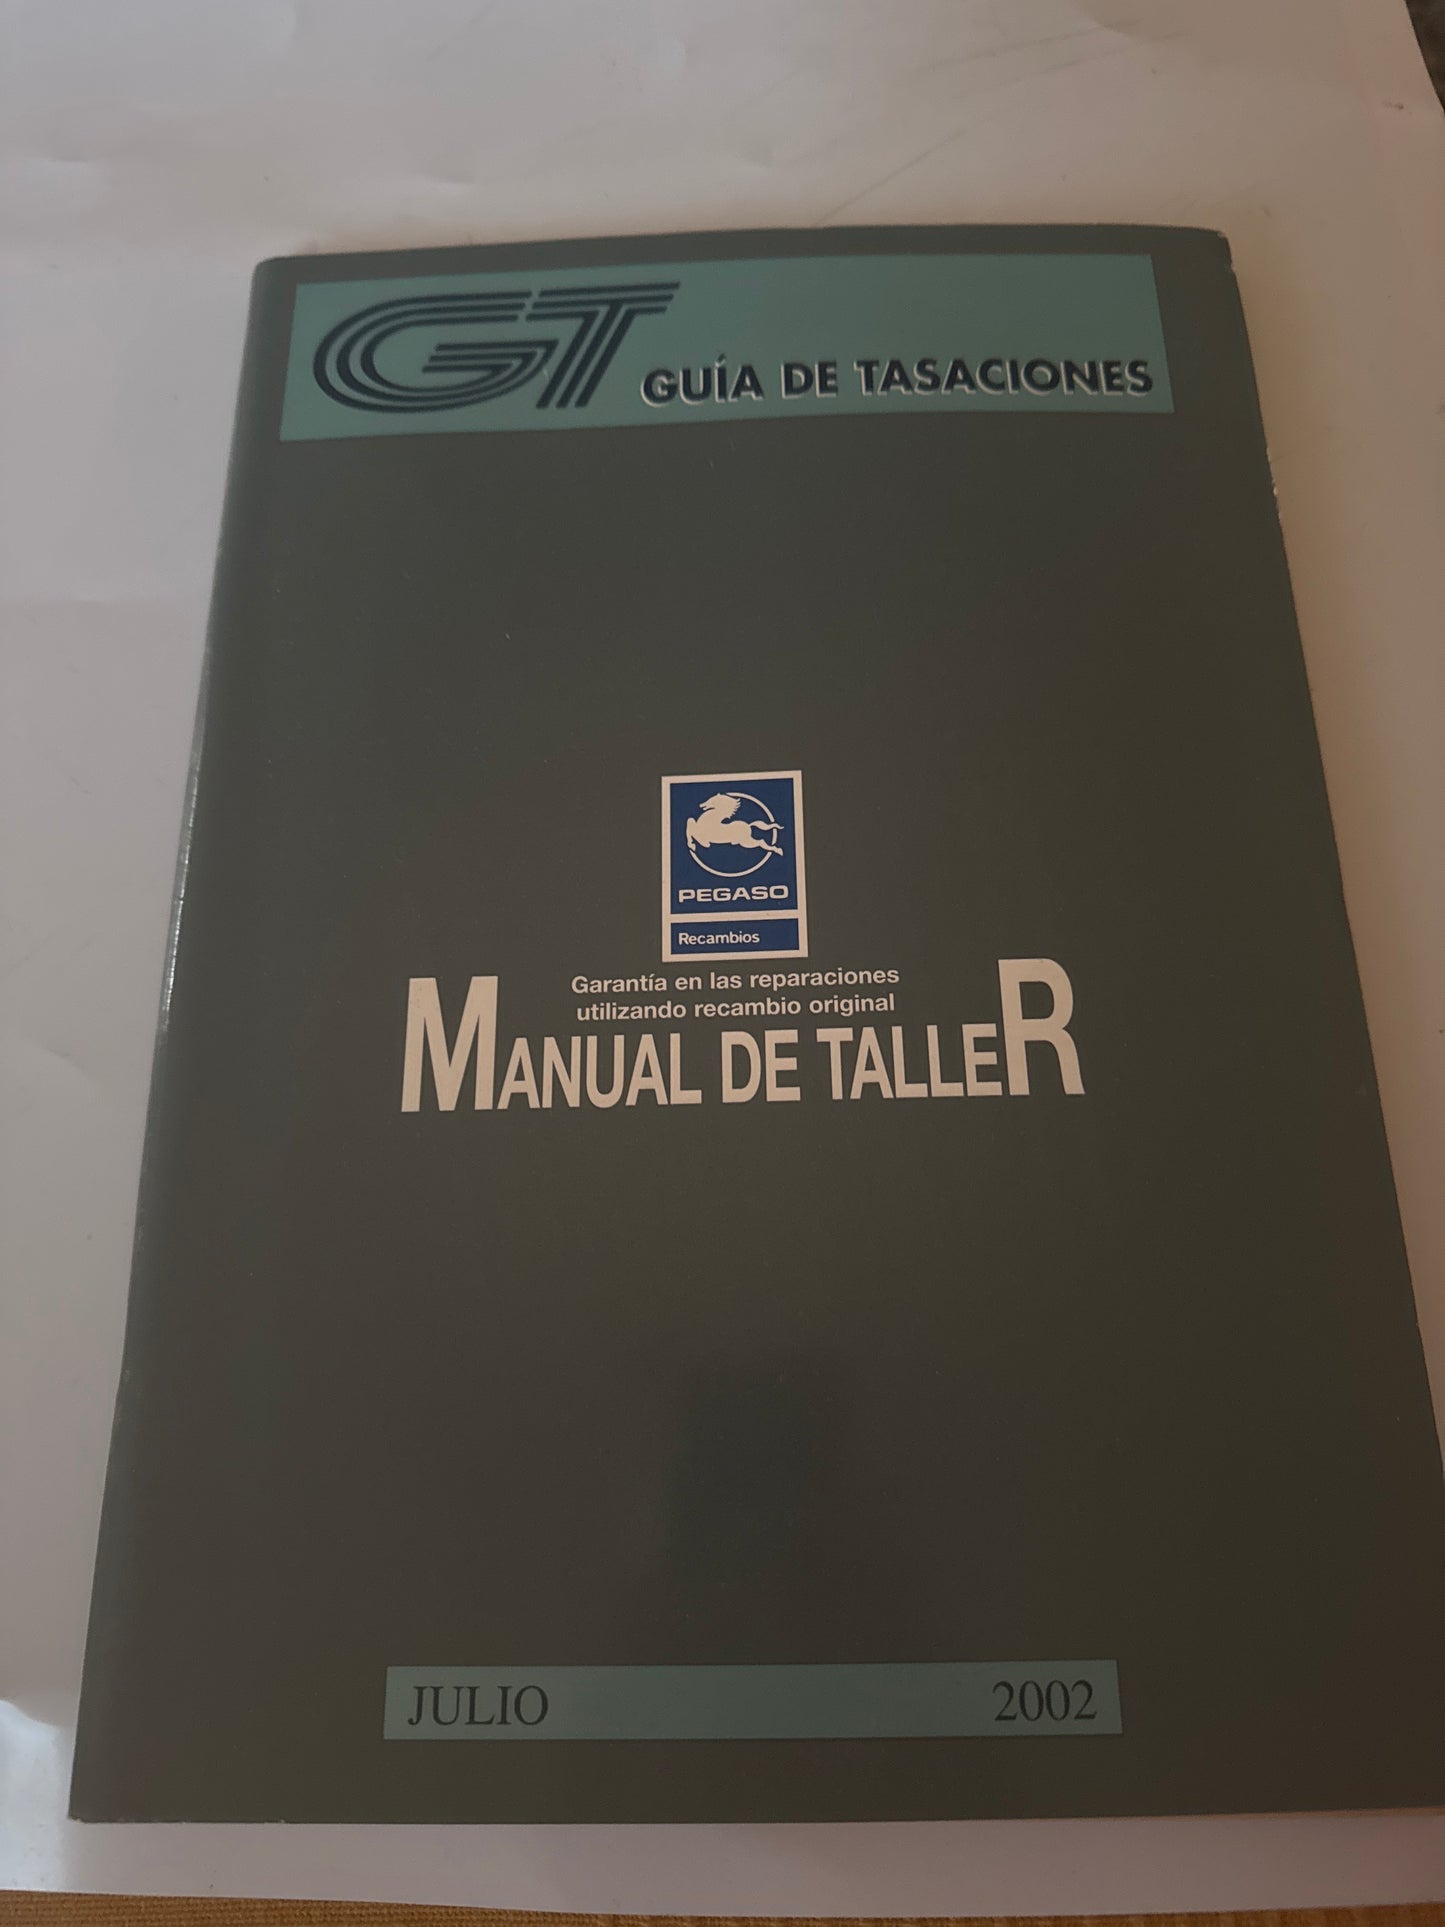 GT GUÍA DE TASACIONES
PEGASO
Recambios
Garantía en las reparaciones
utilizando recambio original
MANUAL DE TALLER
JULIO 2002